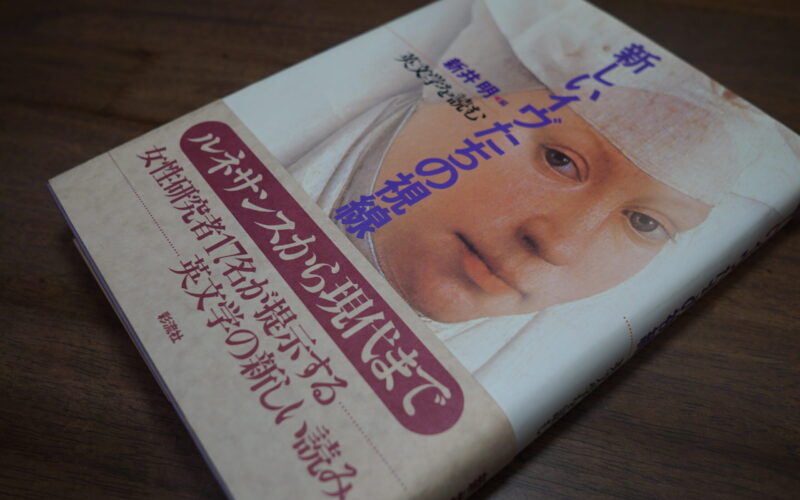 新しいイヴたちの視線
英文学を読む
新井 明 編
ルネサンスから現代まで
女性研究者17名が提示する
英文学の新しい読み
彩流社